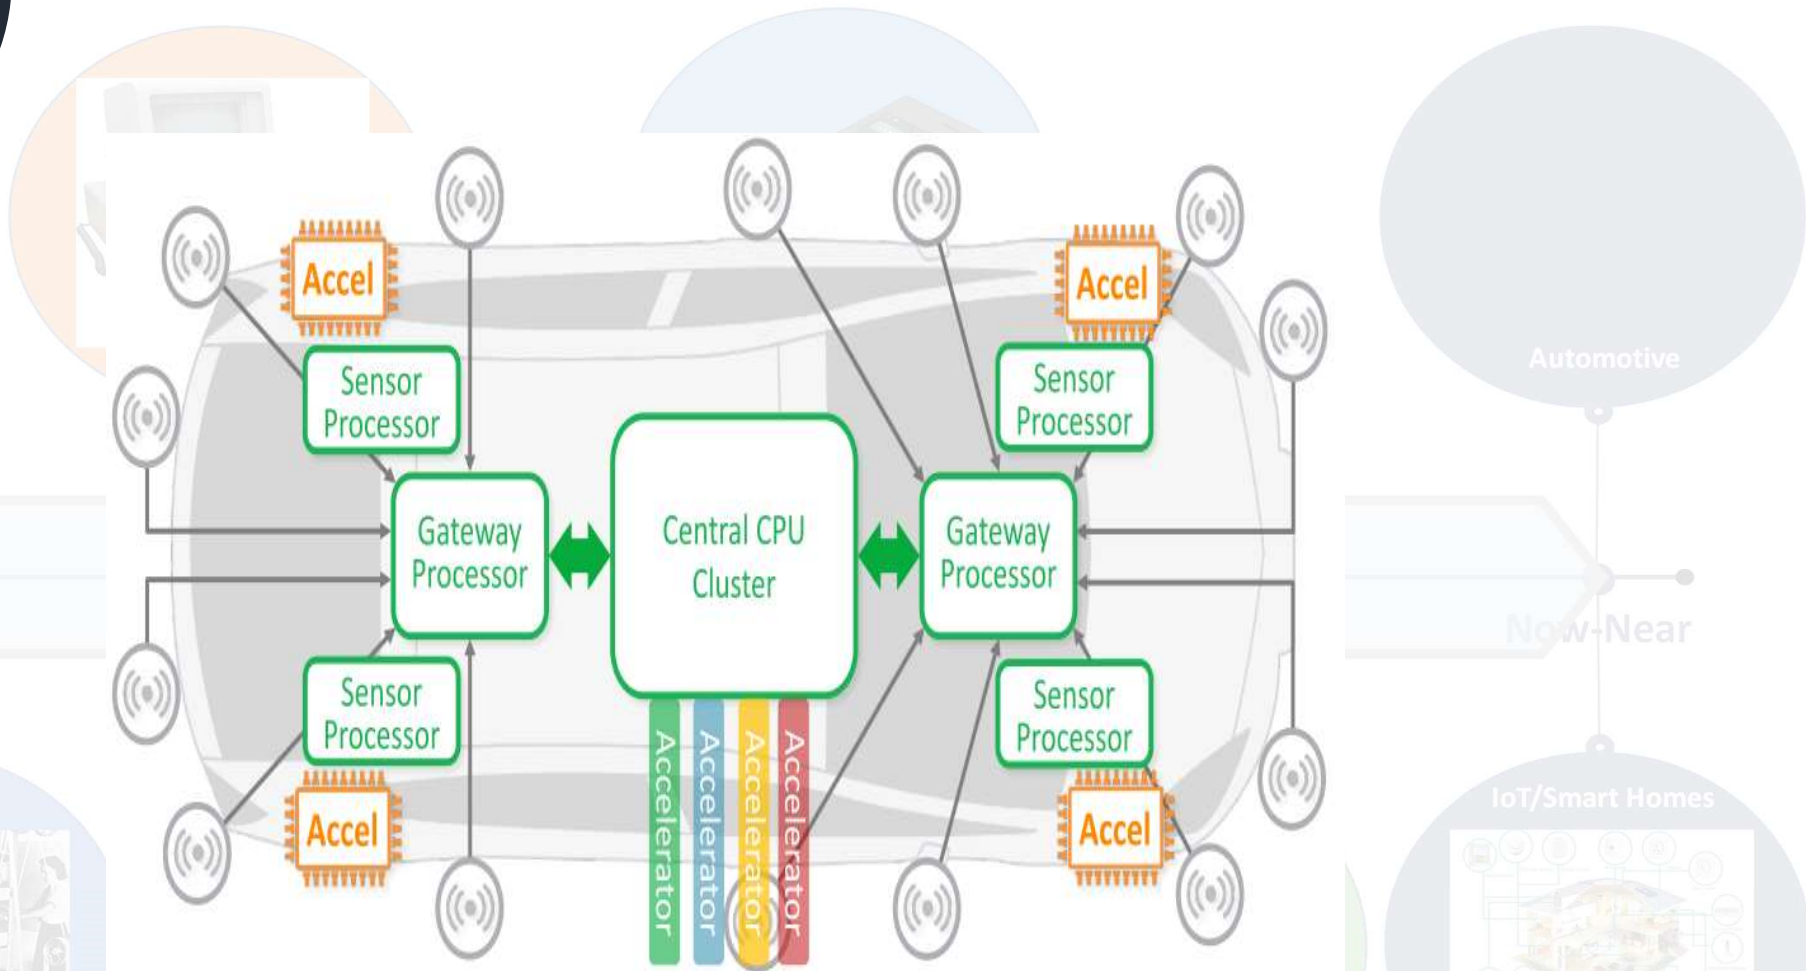 Accel
Accel
Automotive
Sensor
Processor
Sensor
Processor
Gateway
Processor
Central CPU
Cluster
Gateway
Processor
Now-Near
Sensor
Processor
Sensor
Processor
Accelerator
Accelerator
Accelerator
Accelerator
IoT/Smart Homes
Accel
Accel